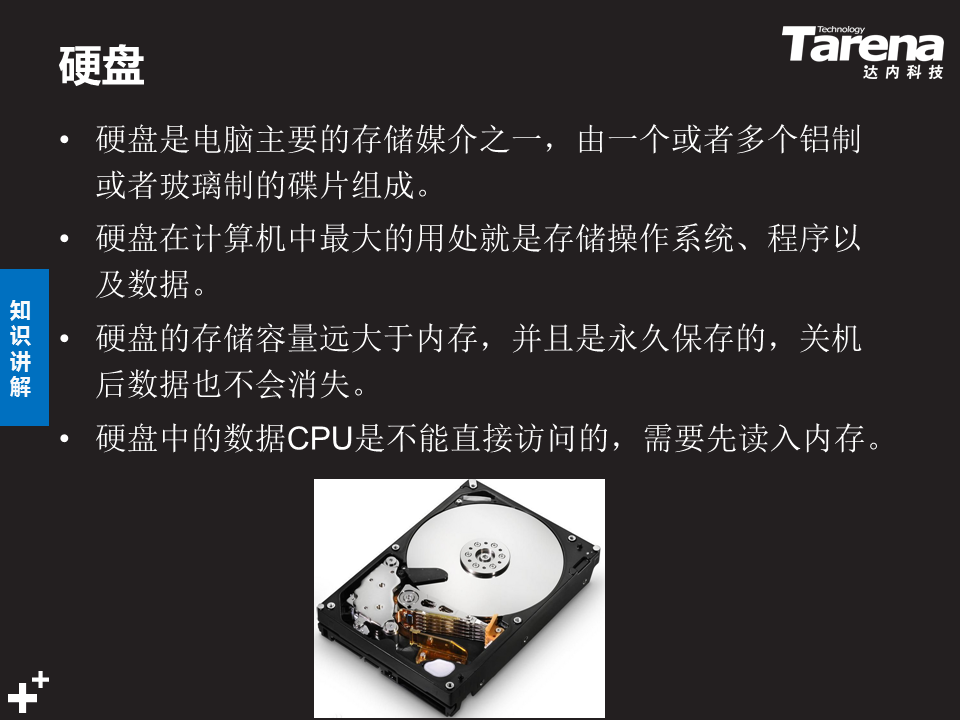 硬盘
Technology
Tarena
达内科技
• 硬盘是电脑主要的存储媒介之一，由一个或者多个铝制
或者玻璃制的碟片组成。
• 硬盘在计算机中最大的用处就是存储操作系统、程序以
及数据。
• 硬盘的存储容量远大于内存，并且是永久保存的，关机
后数据也不会消失。
• 硬盘中的数据CPU是不能直接访问的，需要先读入内存。
知
识
讲
解